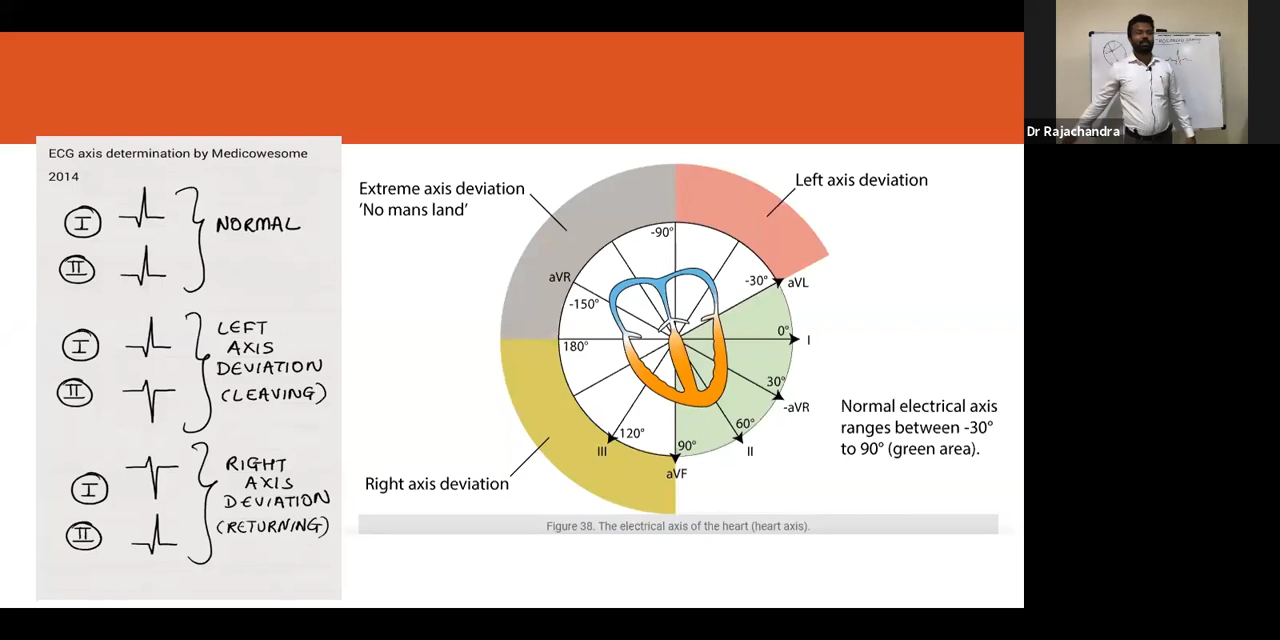 ECG axis determination by Medicowesome
2014
I
NORMAL
II
I
LEFT
AXIS
DEVIATION
II
(CLEAVING)
I
RIGHT
AXIS
DEVIATION
II
(RETURNING)
Extreme axis deviation
'No mans land'
Left axis deviation
-90°
aVR
-150°
-30°
aVL
180°
0°
I
30°
-aVR
60°
II
120°
III
90°
aVF
Right axis deviation
Normal electrical axis
ranges between -30°
to 90° (green area).
Figure 38. The electrical axis of the heart (heart axis).
Dr Rajachandra